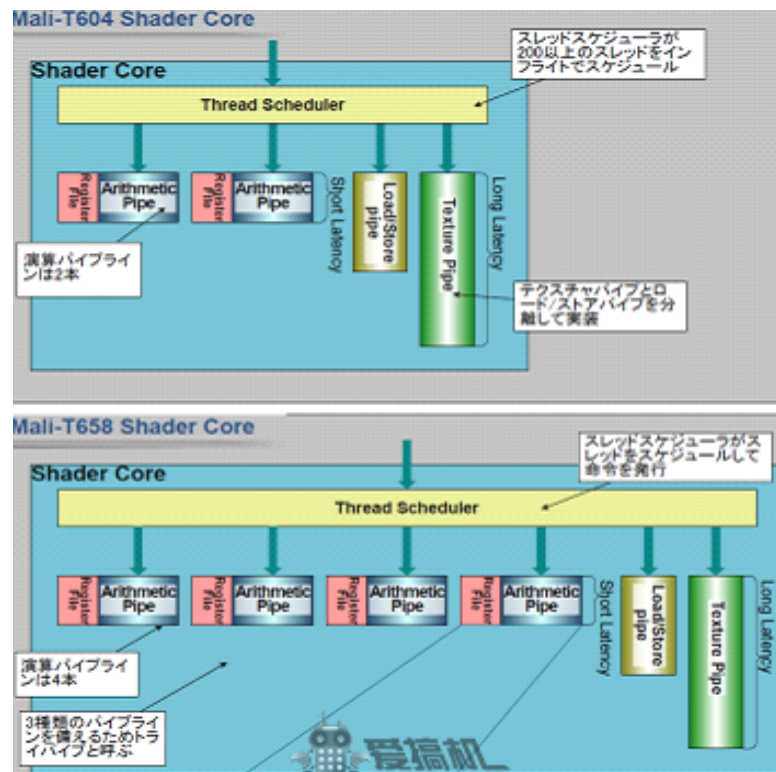 Mali-T604 Shader Core
スレッドスケジューラが
200以上のスレッドをイン
フライトでスケジュール
Shader Core
Thread Scheduler
Register File
Arithmetic
Pipe
Register File
Arithmetic
Pipe
Short Latency
Load/Store
pipe
Texture Pipe
Long Latency
演算パイプライ
ンは2本
テクスチャパイプとロ
ード/ストアパイプを分
離して実装
Mali-T658 Shader Core
スレッドスケジューラがス
レッドをスケジュールして
命令を発行
Shader Core
Thread Scheduler
Register File
Arithmetic
Pipe
Register File
Arithmetic
Pipe
Register File
Arithmetic
Pipe
Register File
Arithmetic
Pipe
Short Latency
Load/Store
pipe
Texture Pipe
Long Latency
演算パイプライ
ンは4本
3種類のパイプライ
ンを備えるためトラ
イパイプと呼ぶ
爱搞机